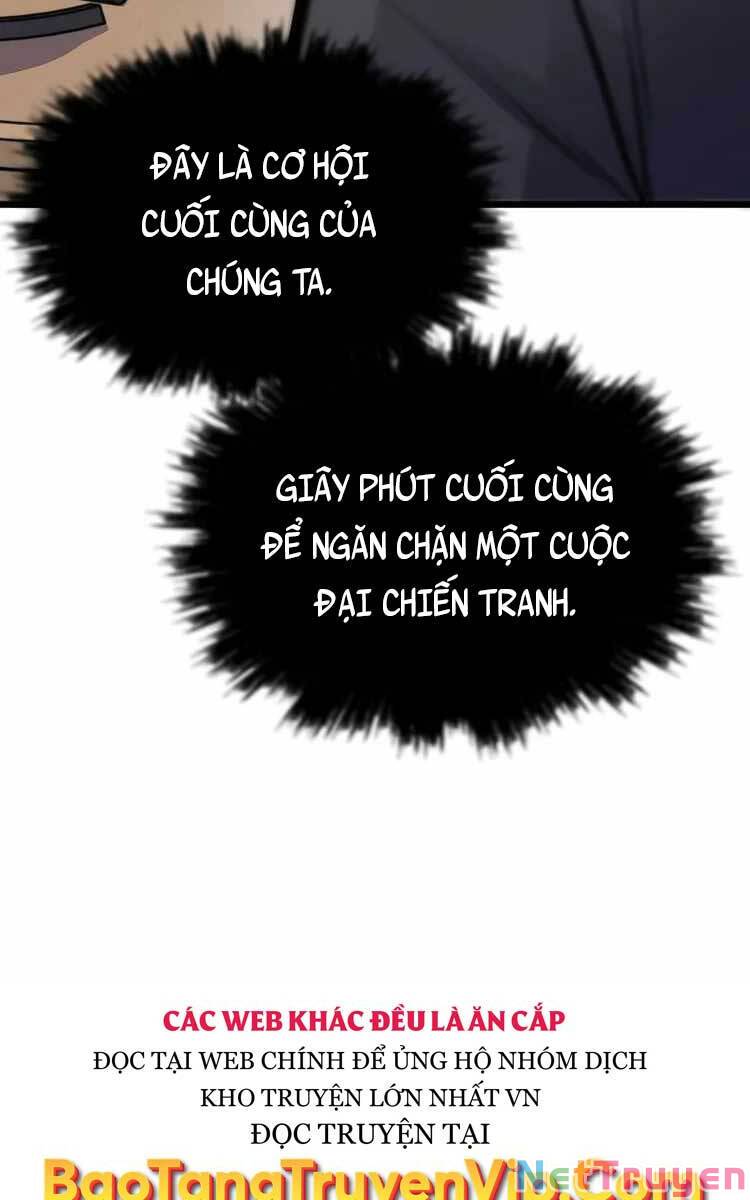 ĐÂY LÀ CƠ HỘI
CUỐI CÙNG CỦA
CHÚNG TA.
GIÂY PHÚT CUỐI CÙNG
ĐỂ NGĂN CHẶN MỘT CUỘC
ĐẠI CHIẾN TRANH.
CÁC WEB KHÁC ĐỀU LÀ ĂN CẮP
ĐỌC TẠI WEB CHÍNH ĐỂ ỦNG HỘ NHÓM DỊCH
KHO TRUYỆN LỚN NHẤT VN
ĐỌC TRUYỆN TẠI
BaoTangTruyenVip
NetTruyen